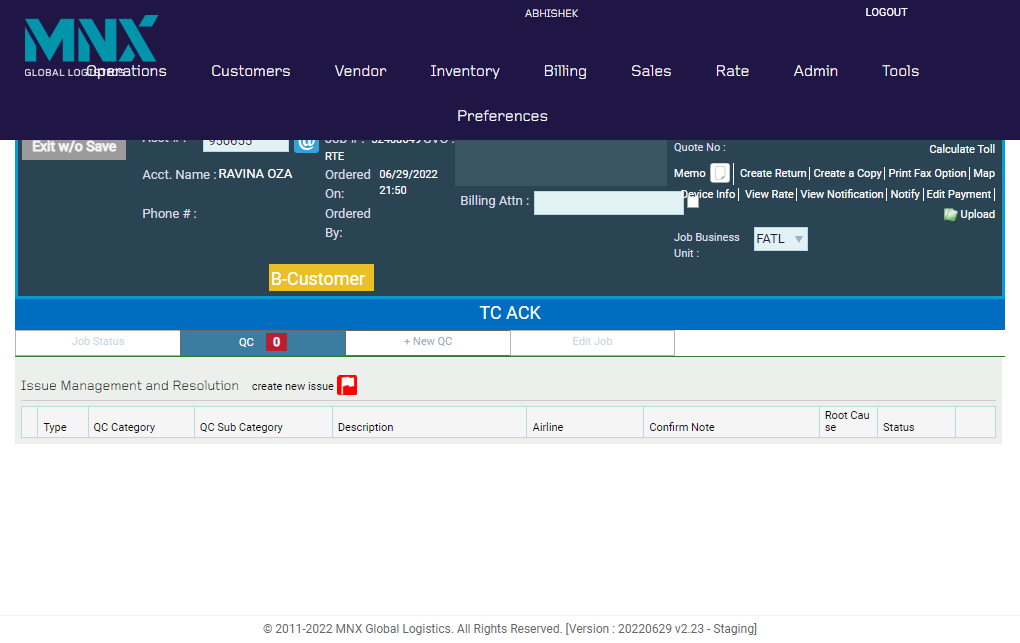 ABHISHEK
LOGOUT
MNX
GLOBAL LOGISTICS
Operations Customers Vendor Inventory Billing Sales Rate Admin Tools
Preferences
Exit w/o Save
950655
@
RTE
Quote No :
Calculate Toll
Acct. Name : RAVINA OZA
Ordered On: 06/29/2022 21:50
Memo Create Return| Create a Copy| Print Fax Option| Map
Device Info| View Rate| View Notification| Notify| Edit Payment|
Billing Attn :
Phone # :
Ordered By:
Upload
Job Business Unit : FATL
B-Customer
TC ACK
Job Status QC 0 + New QC Edit Job
Issue Management and Resolution create new issue
Type QC Category QC Sub Category Description Airline Confirm Note Root Cause Status
© 2011-2022 MNX Global Logistics. All Rights Reserved. [Version : 20220629 v2.23 - Staging]